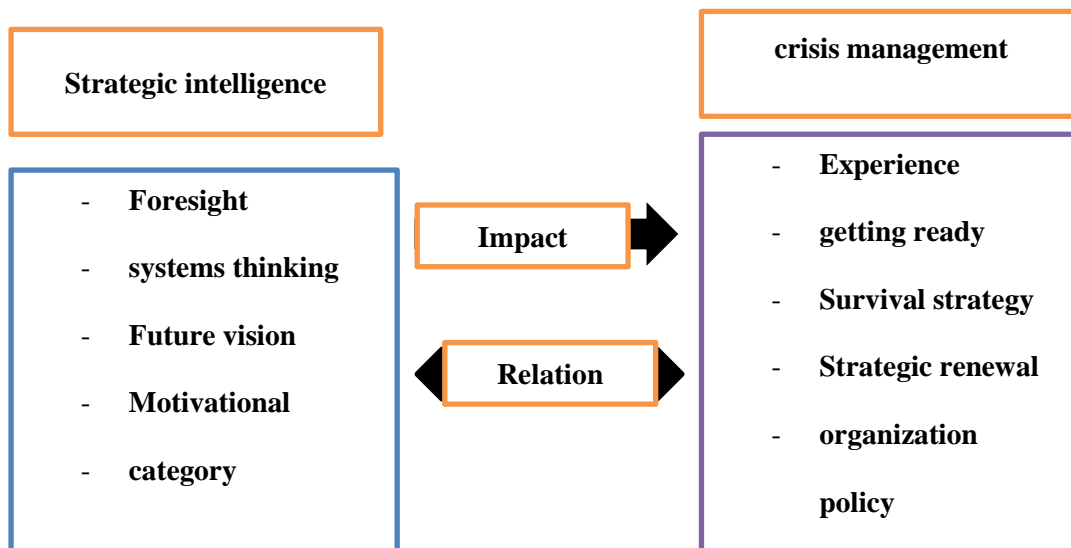 Strategic intelligence
- Foresight
- systems thinking
- Future vision
- Motivational
- category
Impact
Relation
crisis management
- Experience
- getting ready
- Survival strategy
- Strategic renewal
- organization
policy